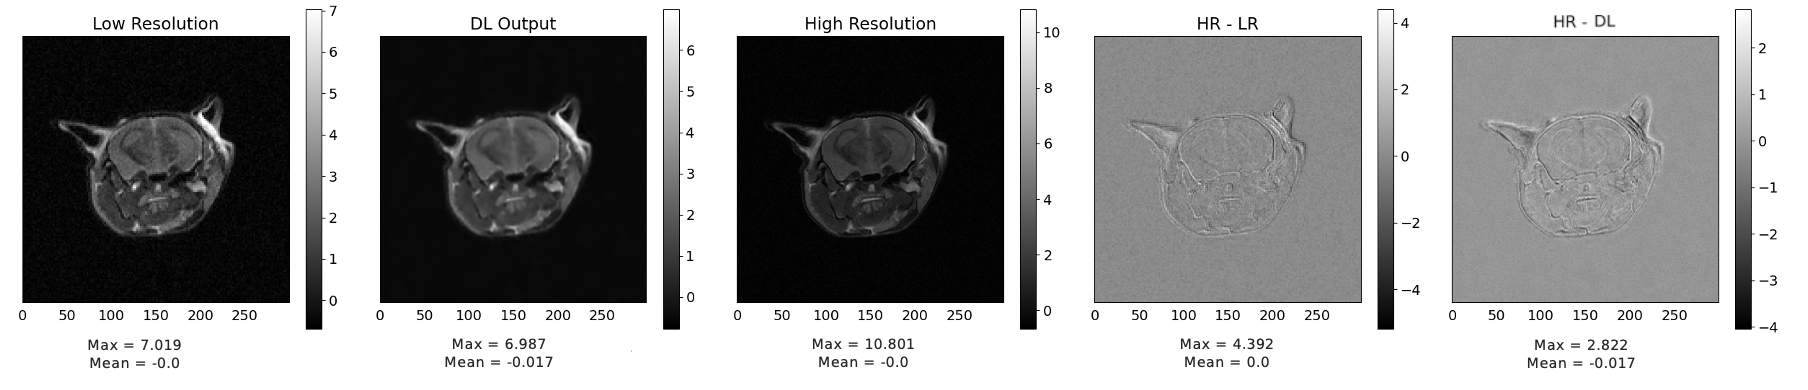 Low Resolution
7
6
5
4
3
2
1
0
0 50 100 150 200 250
Max = 7.019
Mean = -0.0
DL Output
6
5
4
3
2
1
0
0 50 100 150 200 250
Max = 6.987
Mean = -0.017
High Resolution
10
8
6
4
2
0
0 50 100 150 200 250
Max = 10.801
Mean = -0.0
HR - LR
4
2
0
−2
−4
0 50 100 150 200 250
Max = 4.392
Mean = 0.0
HR - DL
2
1
0
−1
−2
−3
−4
0 50 100 150 200 250
Max = 2.822
Mean = -0.017